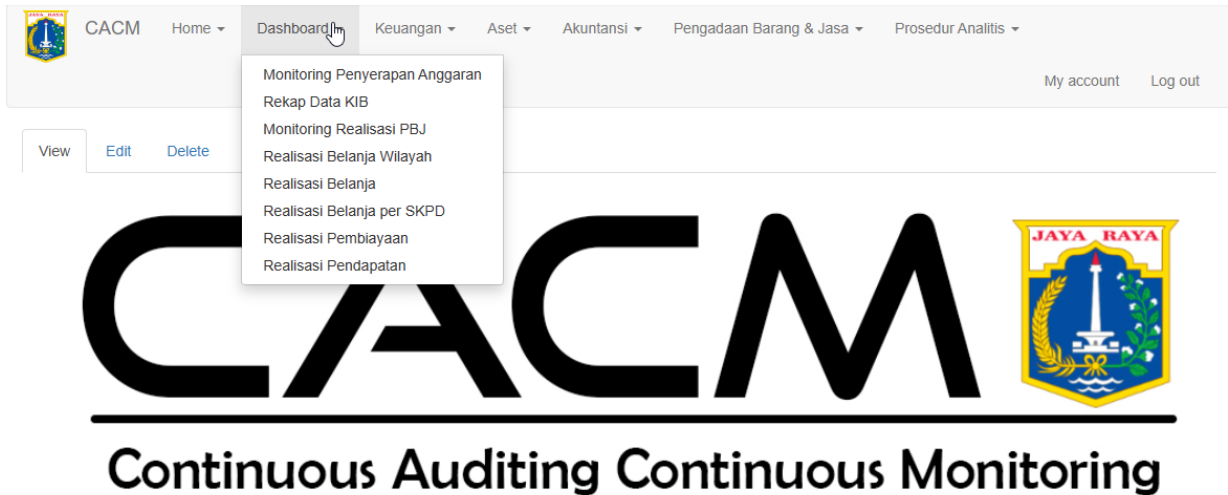 CACM Home Dashboard Keuangan Aset Akuntansi Pengadaan Barang & Jasa Prosedur Analitis
My account Log out
Monitoring Penyerapan Anggaran
Rekap Data KIB
Monitoring Realisasi PBJ
Realisasi Belanja Wilayah
Realisasi Belanja
Realisasi Belanja per SKPD
Realisasi Pembiayaan
Realisasi Pendapatan
View Edit Delete
CACM
JAYA RAYA
Continuous Auditing Continuous Monitoring